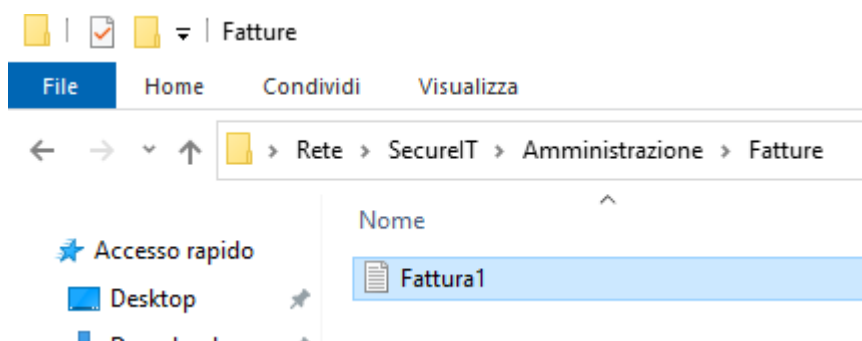 Fatture
File Home Condividi Visualizza
Rete > SecureIT > Amministrazione > Fatture
Nome
Accesso rapido
Fattura1
Desktop